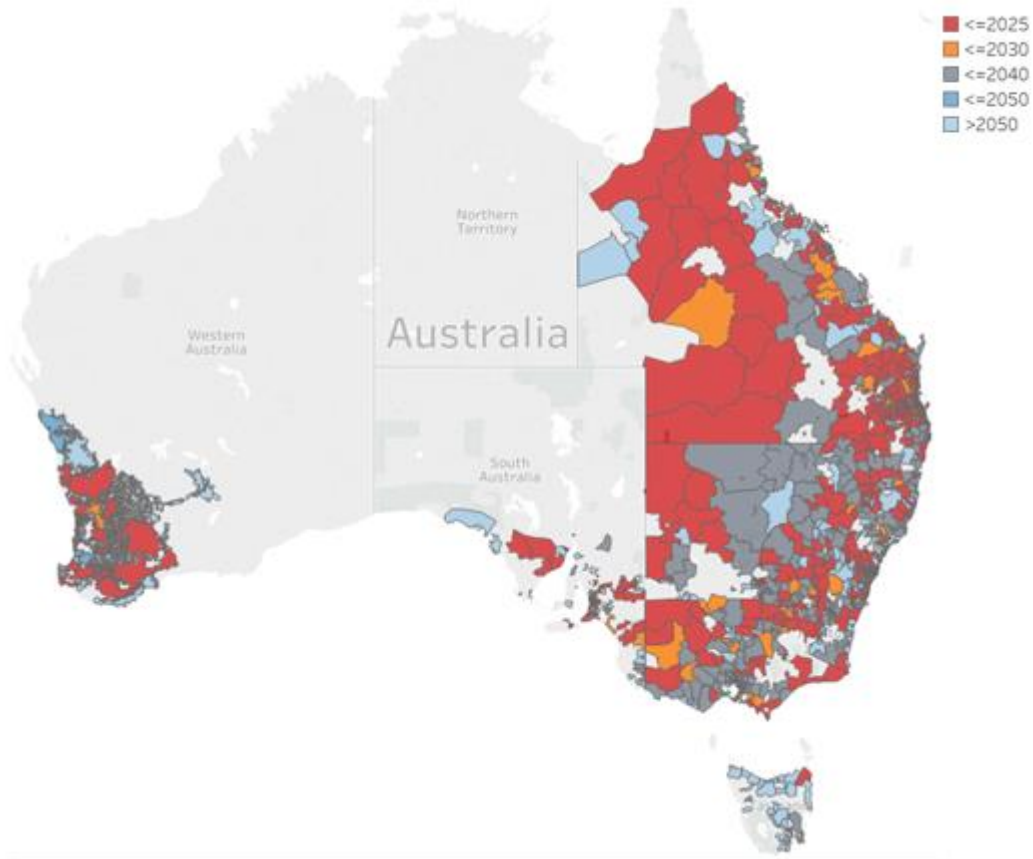 <=2025
<=2030
<=2040
<=2050
>2050
Northern
Territory
Western
Australia
Australia
South
Australia